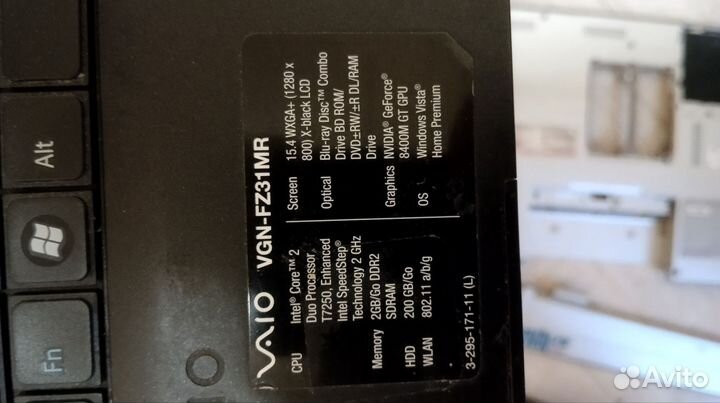 VAIO VGN-FZ31MR
CPU Intel® Core™ 2
Duo Processor
T7250, Enhanced
Intel SpeedStep®
Technology 2 GHz
Memory 2GB/Go DDR2
SDRAM
HDD 200 GB/Go
WLAN 802.11 a/b/g
Screen 15.4 WXGA+ (1280 x
800) X-black LCD
Optical Blu-ray Disc™ Combo
Drive BD ROM/
DVD±RW/±R DL/RAM
Drive
Graphics NVIDIA® GeForce®
8400M GT GPU
OS Windows Vista®
Home Premium
3-295-171-11 (L)
Fn
Alt
Avito